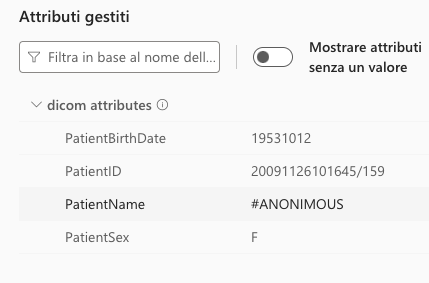 Attributi gestiti
Filtra in base al nome dell...
Mostrare attributi
senza un valore
dicom attributes
PatientBirthDate 19531012
PatientID 20091126101645/159
PatientName #ANONIMOUS
PatientSex F